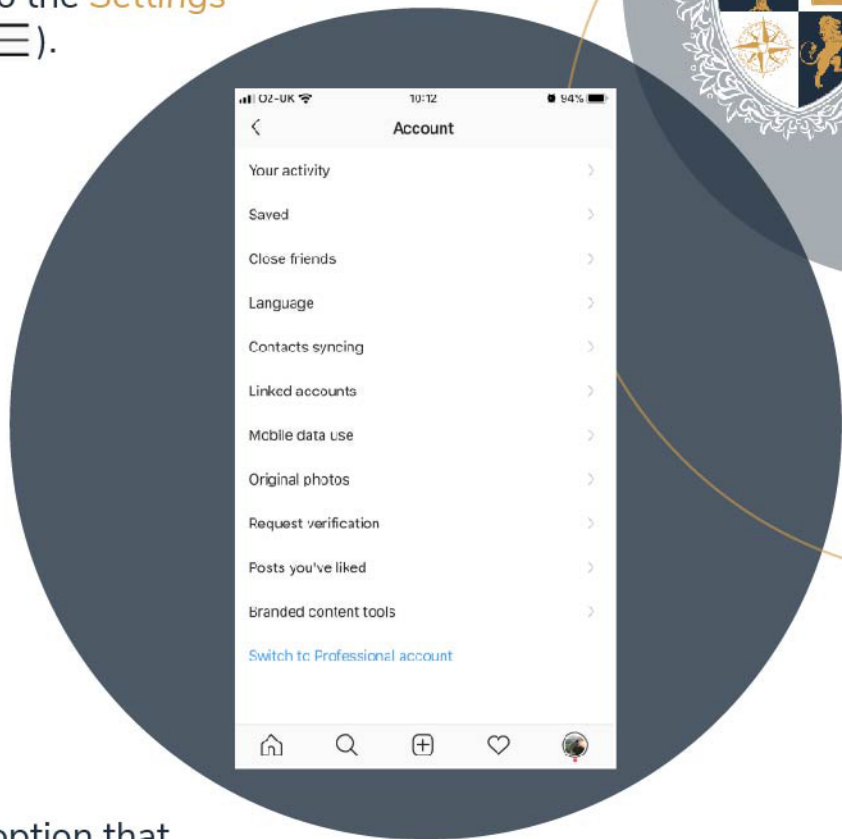 o the Settings
☰).
O2-UK 10:12 94%
Account
Your activity
Saved
Close friends
Language
Contacts syncing
Linked accounts
Mobile data use
Original photos
Request verification
Posts you've liked
Branded content tools
Switch to Professional account
option that